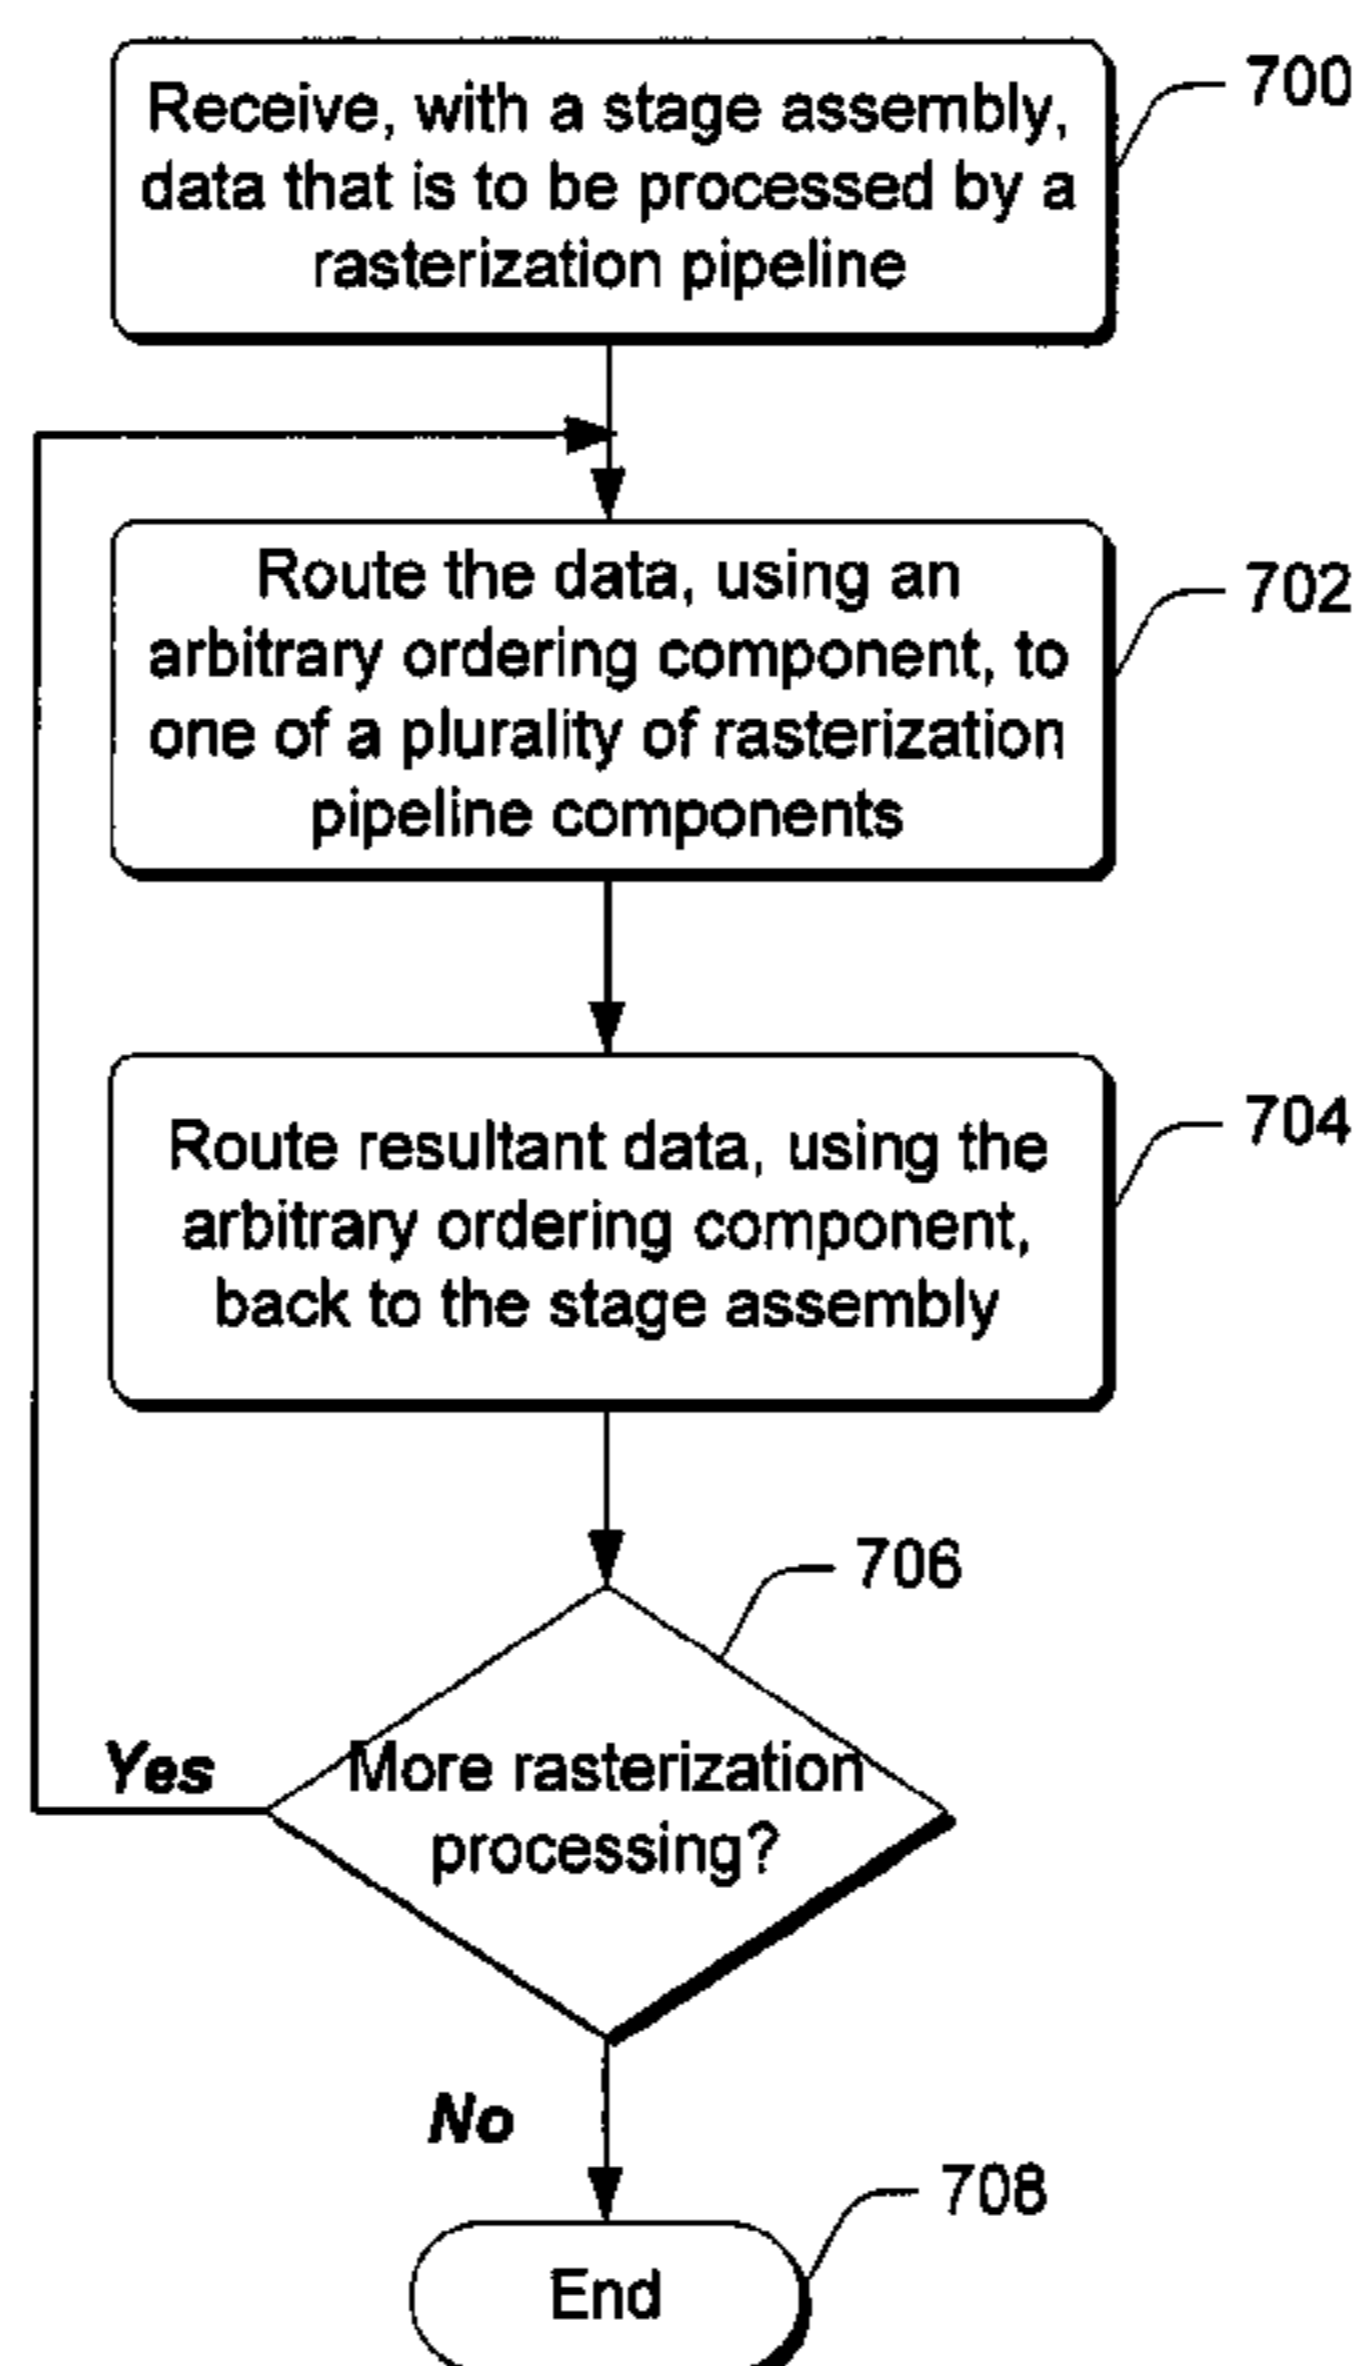 Receive, with a stage assembly,
data that is to be processed by a
rasterization pipeline
700
Route the data, using an
arbitrary ordering component, to
one of a plurality of rasterization
pipeline components
702
Route resultant data, using the
arbitrary ordering component,
back to the stage assembly
704
706
More rasterization
processing?
Yes
No
708
End